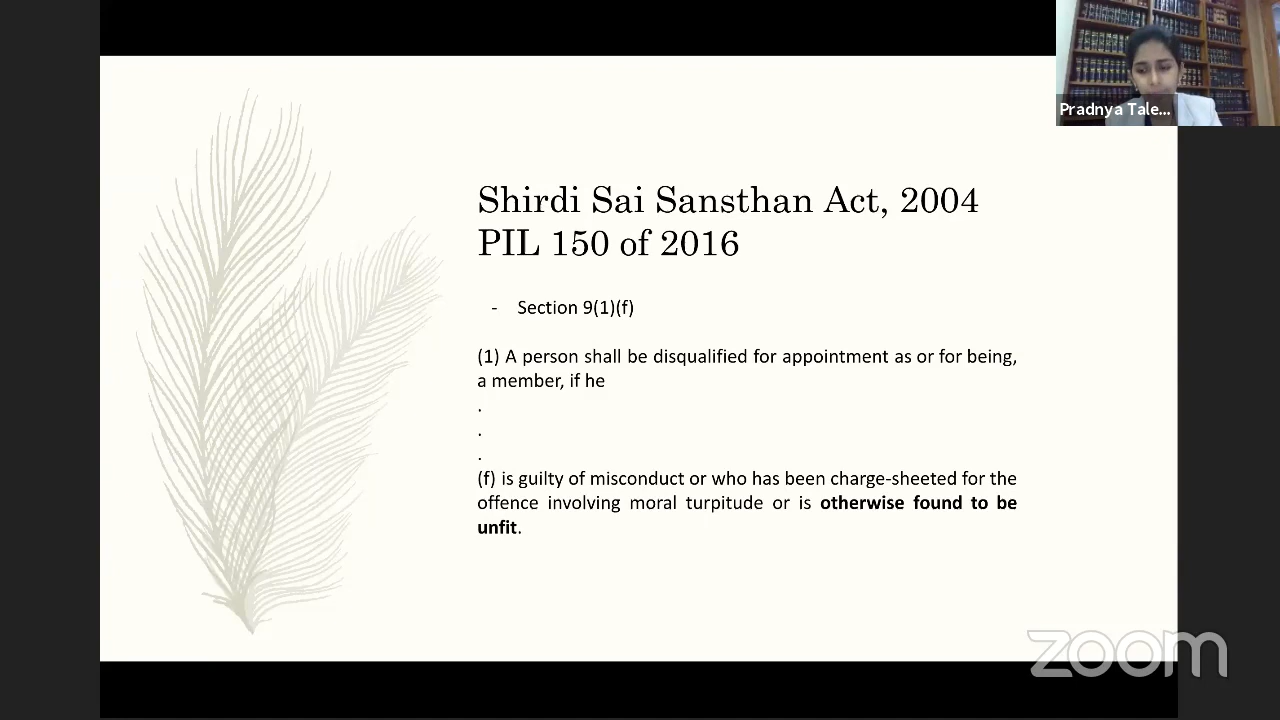 Pradnya Tale...
Shirdi Sai Sansthan Act, 2004
PIL 150 of 2016
- Section 9(1)(f)
(1) A person shall be disqualified for appointment as or for being,
a member, if he
.
.
.
(f) is guilty of misconduct or who has been charge-sheeted for the
offence involving moral turpitude or is otherwise found to be
unfit.
zoom